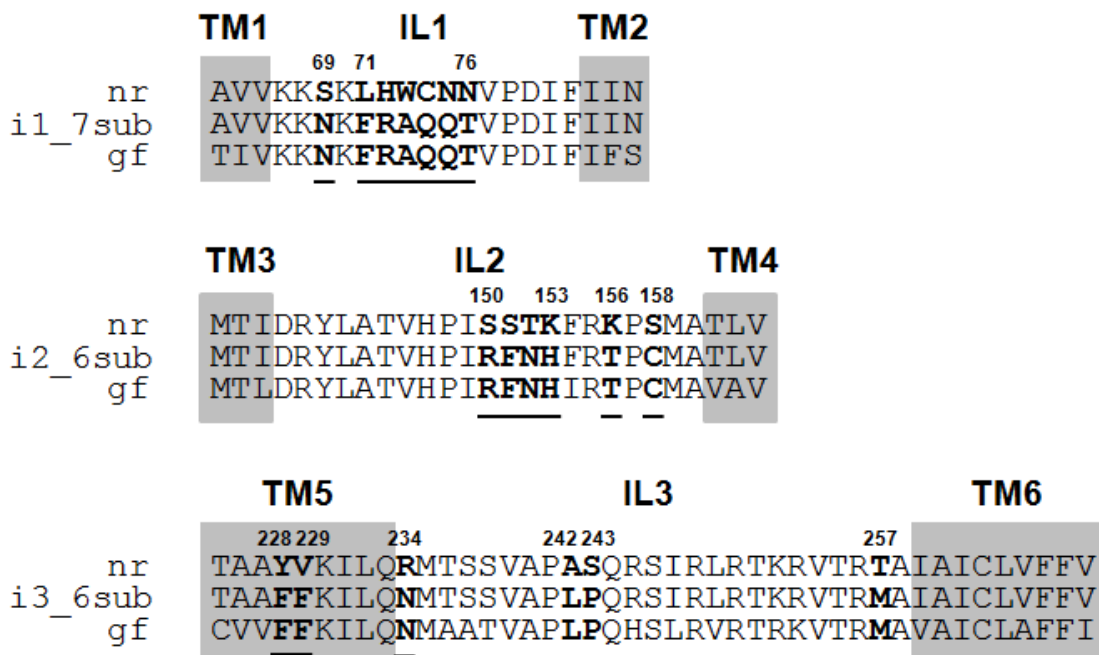 TM1 IL1 TM2
69 71 76
nr AVVKKSKLHWCNNVPDIFIIN
i1_7sub AVVKKNKFRAQQTVPDIFIIN
gf TIVKKNKFRAQQTVPDIFIFS
TM3 IL2 TM4
150 153 156 158
nr MTIDRYLATVHPISSTKFRKPSMATLV
i2_6sub MTIDRYLATVHPIRFNHFRTPCMATLV
gf MTLDRYLATVHPIRFNHIRTPCMAVAV
TM5 IL3 TM6
228 229 234 242 243 257
nr TAAYVKILQRMTSSVAPASQRSIRLRTKRVTRTAIAICLVFFV
i3_6sub TAAFFKILQNMTSSVAPLPQRSIRLRTKRVTRMAIAICLVFFV
gf CVVFFKILQNMAATVAPLPQHSLRVRTRKVTRMAVAICLAFFI